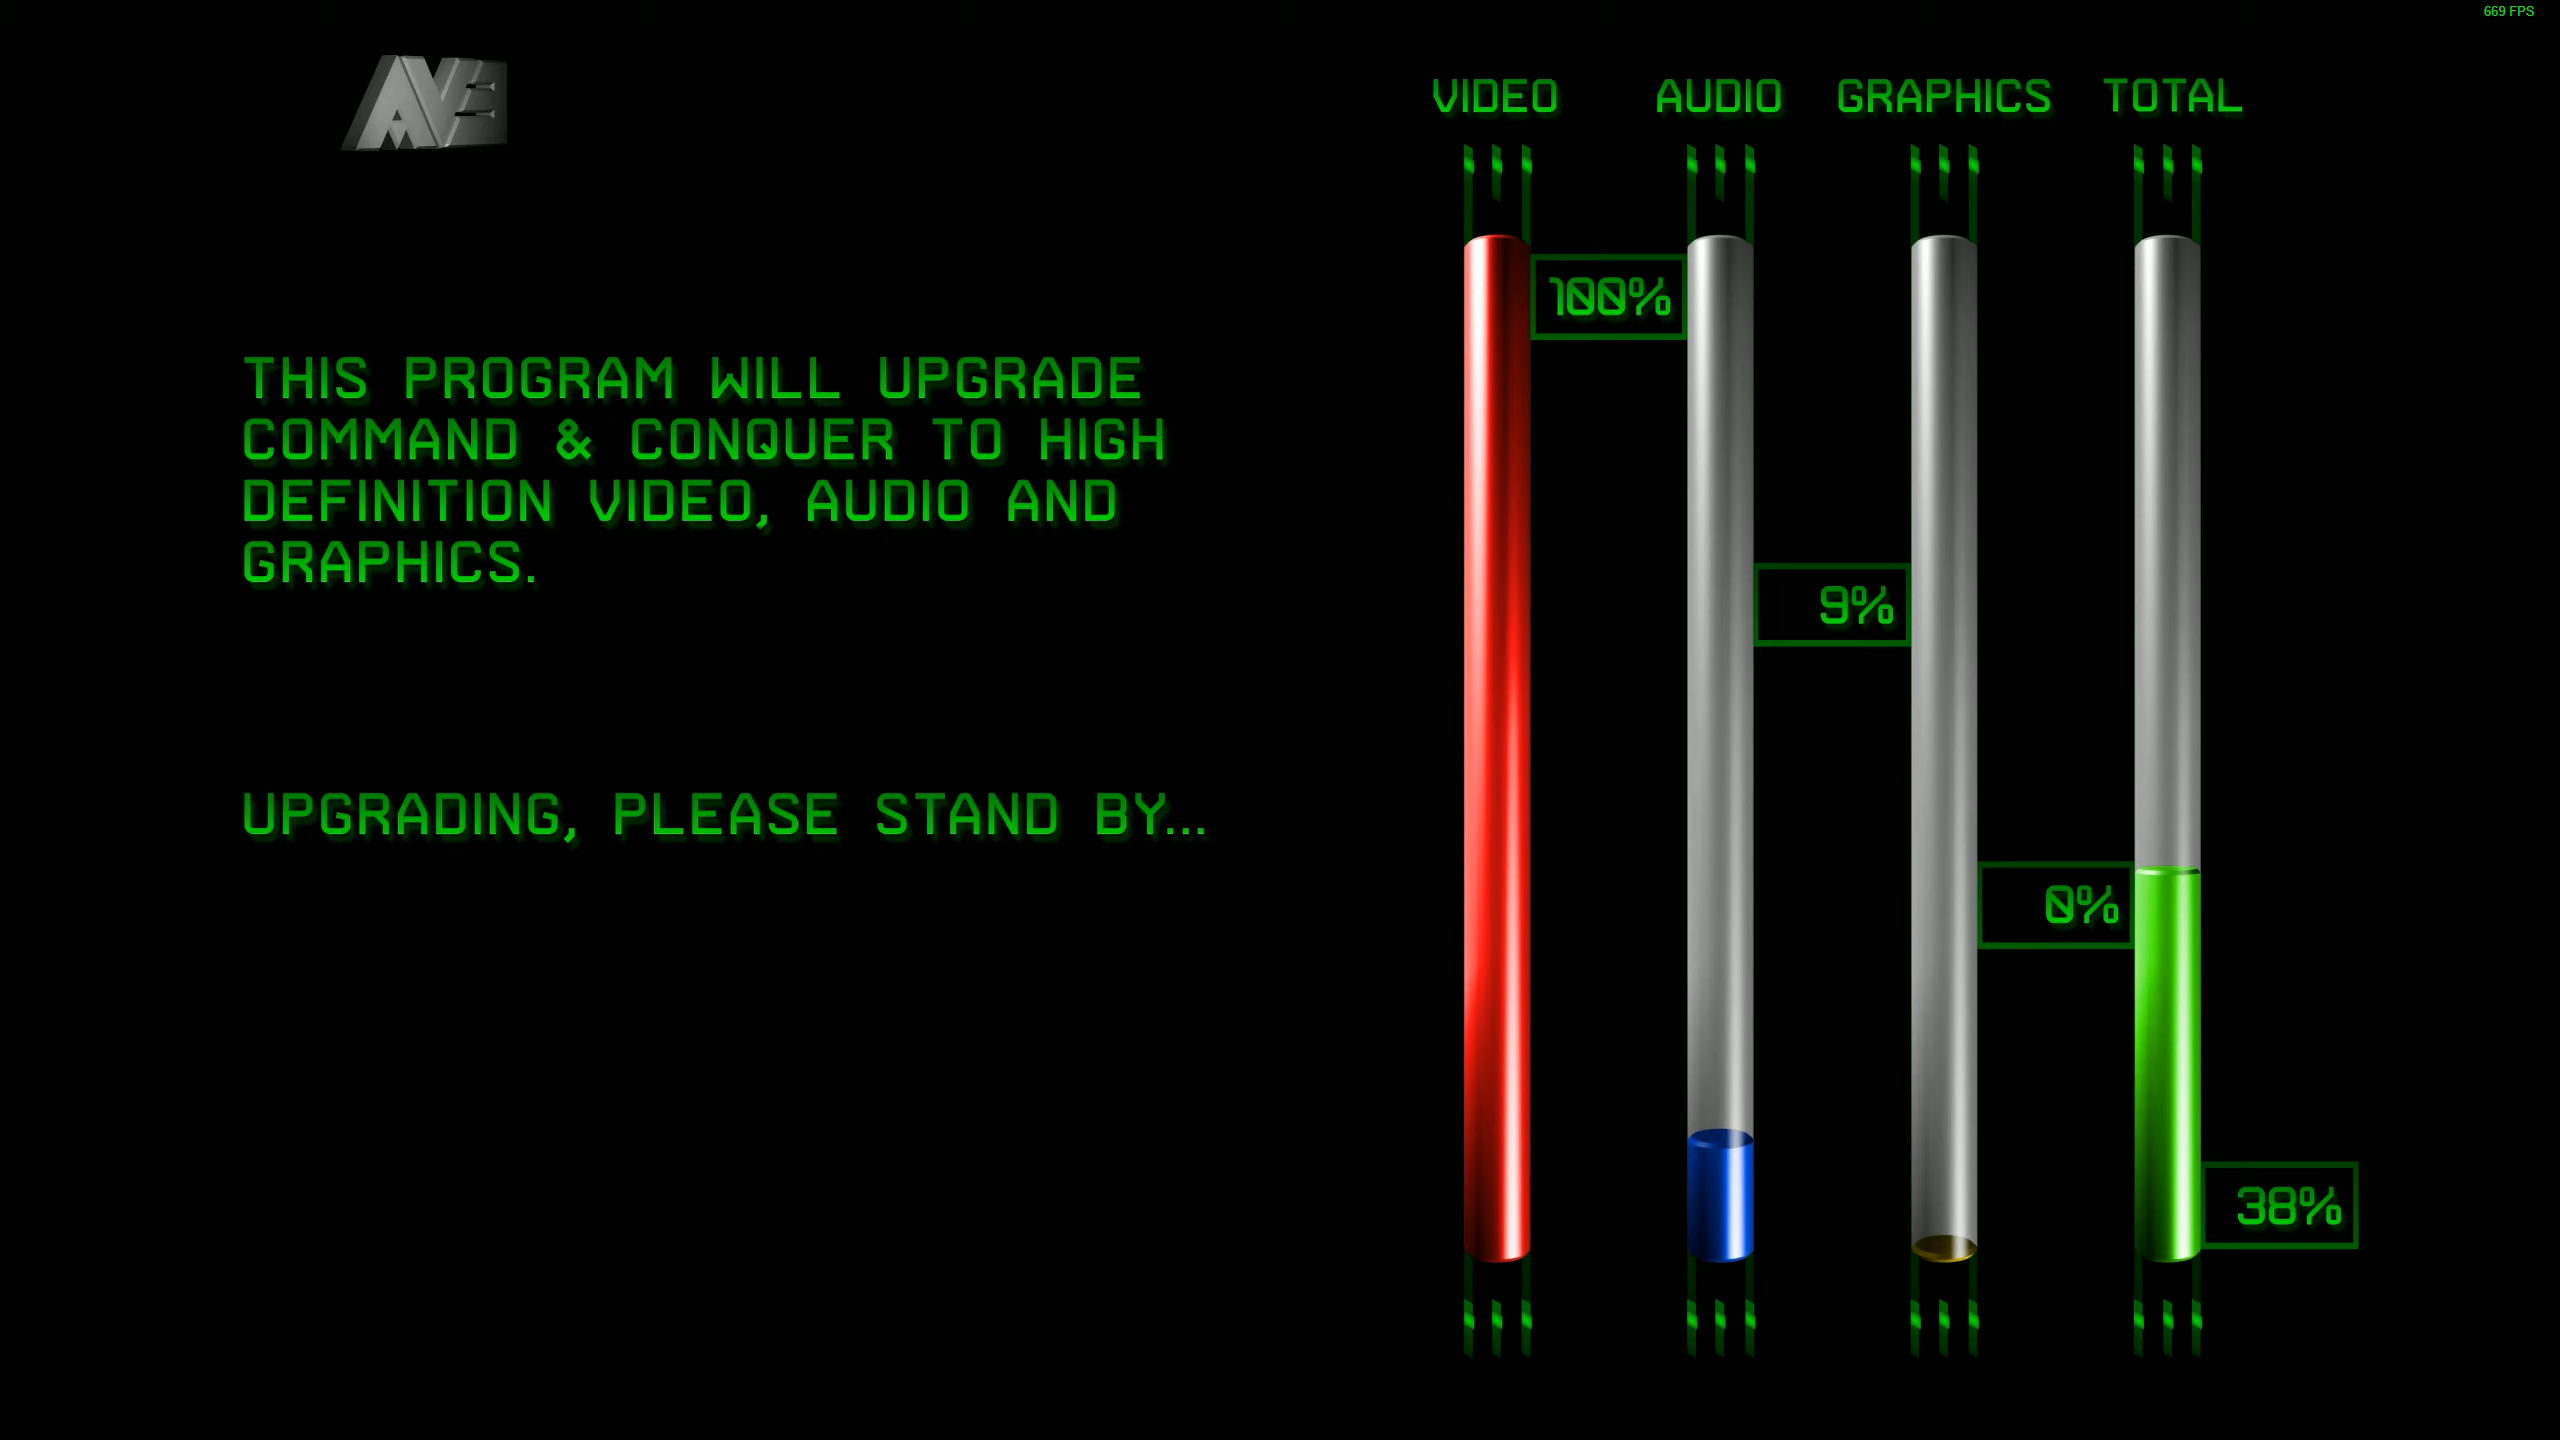 669 FPS
VIDEO AUDIO GRAPHICS TOTAL
100%
THIS PROGRAM WILL UPGRADE
COMMAND & CONQUER TO HIGH
DEFINITION VIDEO, AUDIO AND
GRAPHICS.
9%
UPGRADING, PLEASE STAND BY...
0%
38%